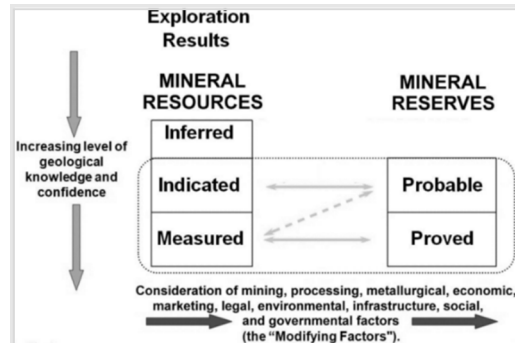 Exploration
Results
MINERAL
RESOURCES
MINERAL
RESERVES
Increasing level of
geological
knowledge and
confidence
Inferred
Indicated
Measured
Probable
Proved
Consideration of mining, processing, metallurgical, economic,
marketing, legal, environmental, infrastructure, social,
and governmental factors
(the “Modifying Factors").